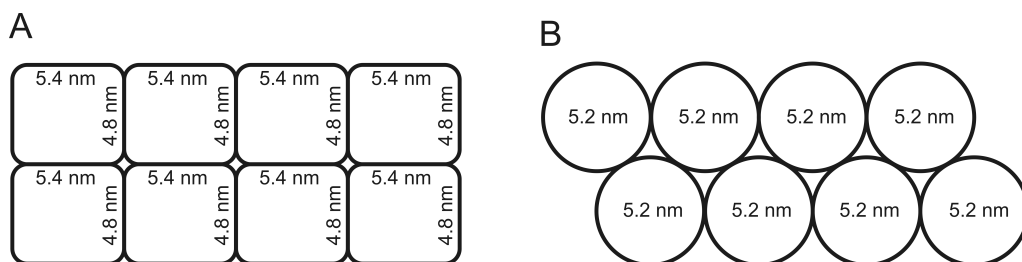 A
5.4 nm 5.4 nm 5.4 nm 5.4 nm
4.8 nm 4.8 nm 4.8 nm 4.8 nm
5.4 nm 5.4 nm 5.4 nm 5.4 nm
4.8 nm 4.8 nm 4.8 nm 4.8 nm
B
5.2 nm 5.2 nm 5.2 nm 5.2 nm
5.2 nm 5.2 nm 5.2 nm 5.2 nm